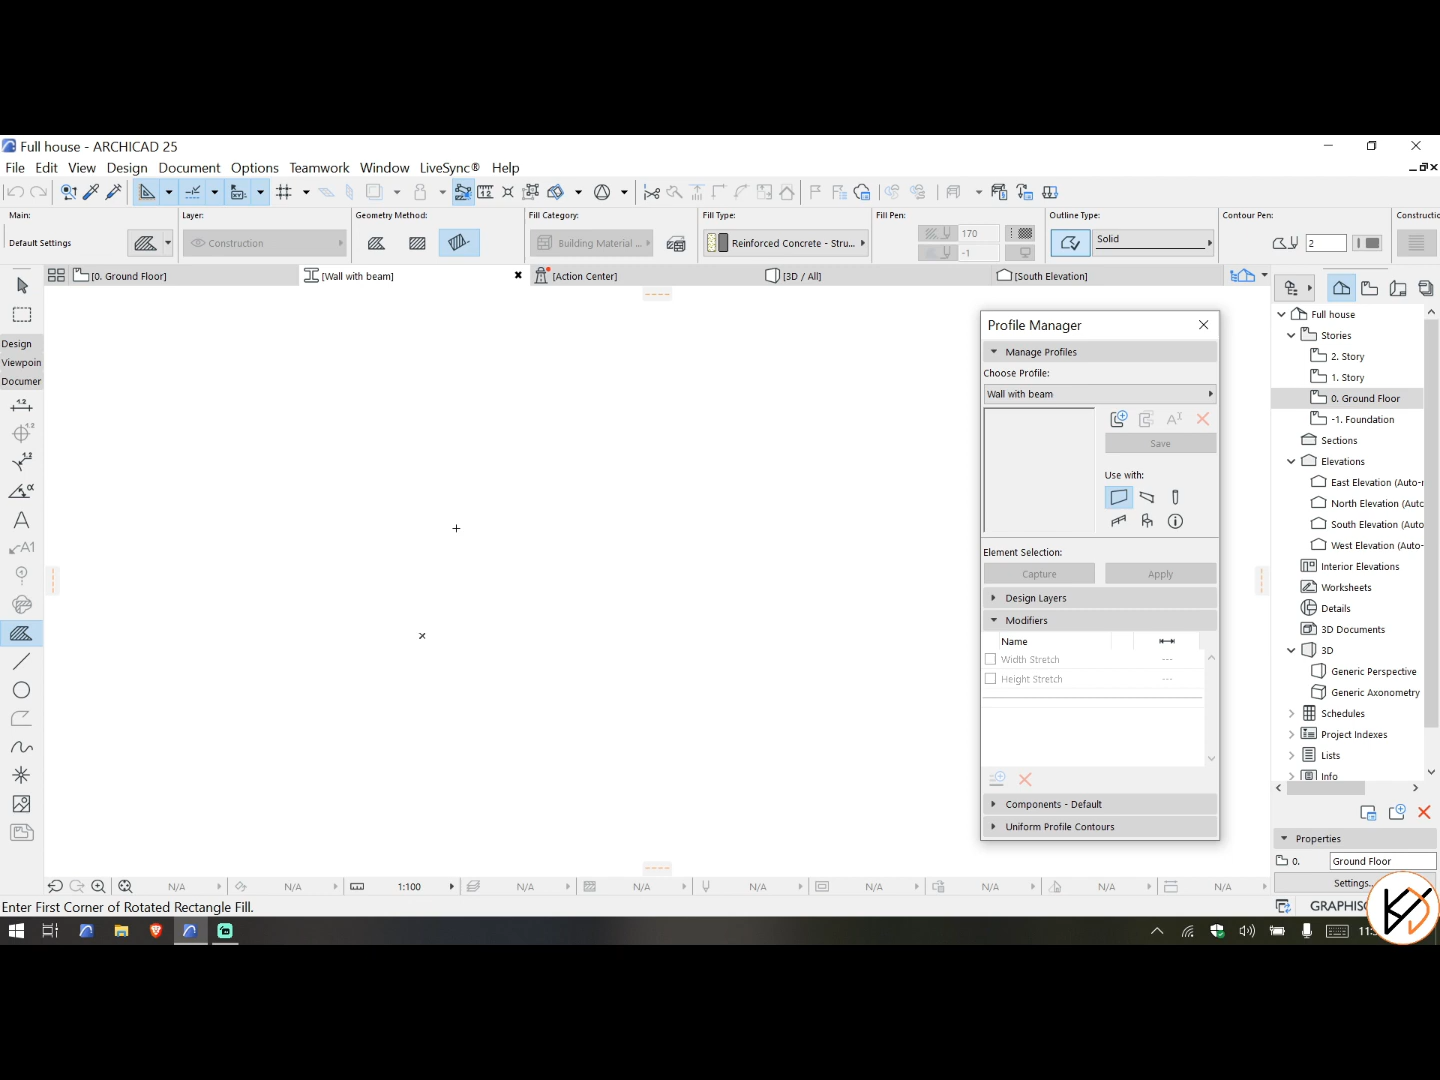 Full house - ARCHICAD 25
File Edit View Design Document Options Teamwork Window LiveSync® Help
Main: Layer: Geometry Method: Fill Category: Fill Type: Fill Pen: Outline Type: Contour Pen: Constructic
Default Settings Construction Building Material ... Reinforced Concrete - Stru... 170 Solid 2
-1
[0. Ground Floor] [Wall with beam] [Action Center] [3D / All] [South Elevation]
Design
Viewpoin
Documer
Profile Manager
Manage Profiles
Choose Profile:
Wall with beam
Save
Use with:
Element Selection:
Capture Apply
Design Layers
Modifiers
Name
Width Stretch ---
Height Stretch ---
Components - Default
Uniform Profile Contours
Full house
Stories
2. Story
1. Story
0. Ground Floor
-1. Foundation
Sections
Elevations
East Elevation (Auto-r
North Elevation (Autc
South Elevation (Auto
West Elevation (Auto-
Interior Elevations
Worksheets
Details
3D Documents
3D
Generic Perspective
Generic Axonometry
Schedules
Project Indexes
Lists
Info
Properties
0. Ground Floor
Settings...
N/A N/A 1:100 N/A N/A N/A N/A N/A N/A N/A
Enter First Corner of Rotated Rectangle Fill.
GRAPHISO